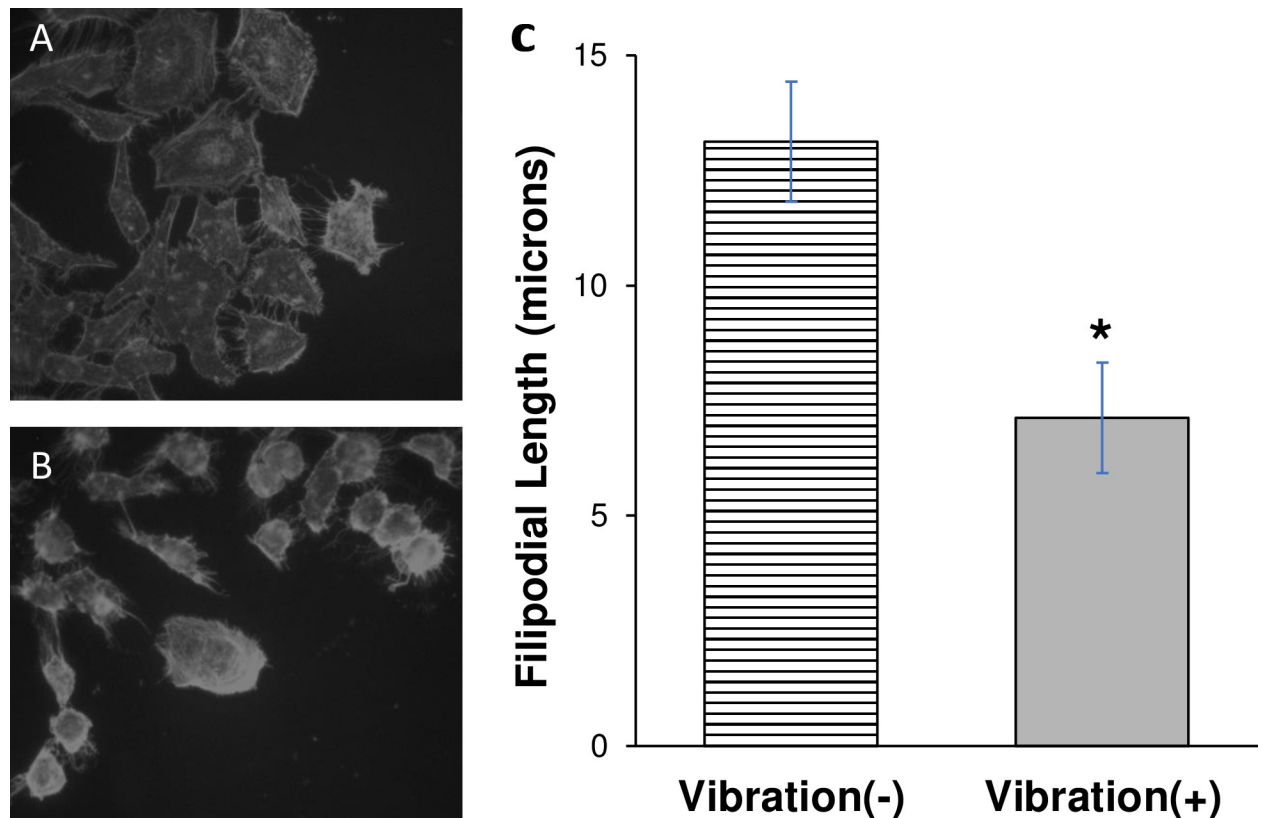 A
B
C
Filipodial Length (microns)
15
10
5
0
*
Vibration(-)
Vibration(+)